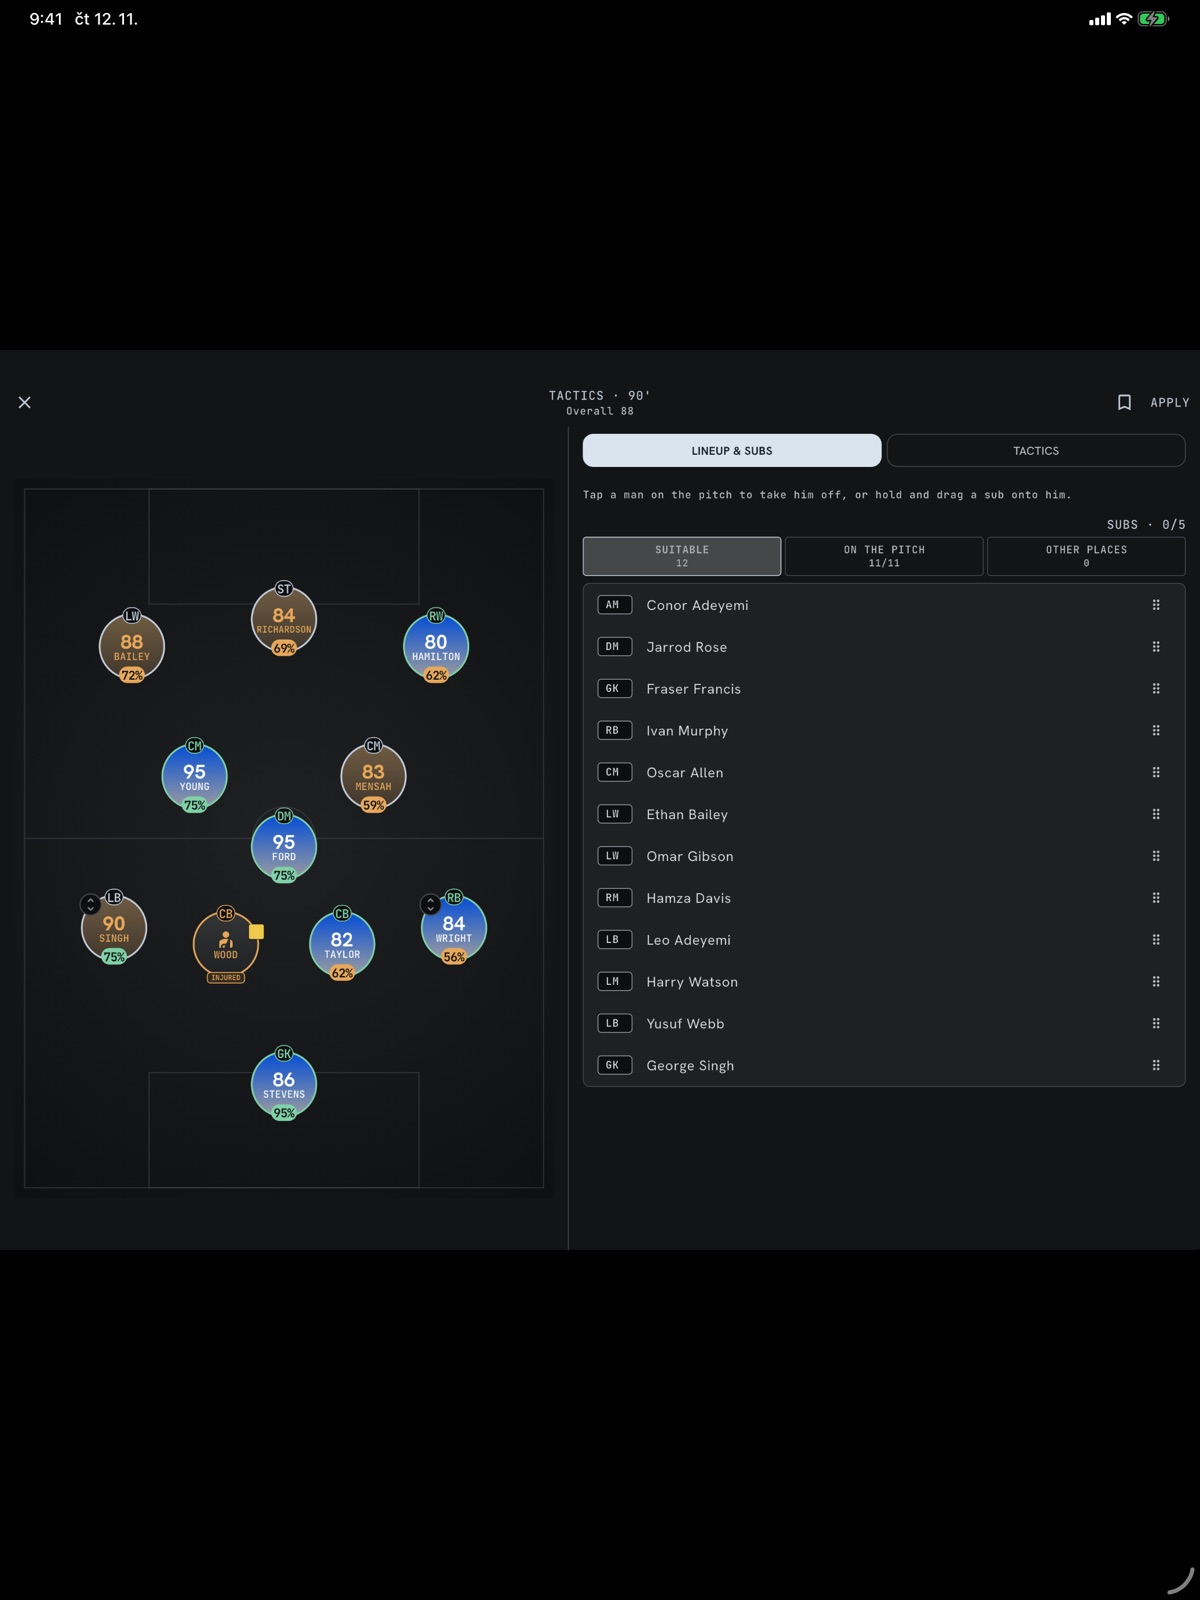 9:41 čt 12. 11.
TACTICS · 90'
Overall 88
APPLY
LINEUP & SUBS
TACTICS
Tap a man on the pitch to take him off, or hold and drag a sub onto him.
SUBS · 0/5
SUITABLE
12
ON THE PITCH
11/11
OTHER PLACES
0
ST
84
RICHARDSON
69%
LW
88
BAILEY
72%
RW
80
HAMILTON
62%
CM
95
YOUNG
75%
CM
83
MENSAH
59%
DM
95
FORD
75%
LB
90
SINGH
75%
CB
WOOD
INJURED
CB
82
TAYLOR
62%
RB
84
WRIGHT
56%
GK
86
STEVENS
95%
AM Conor Adeyemi
DM Jarrod Rose
GK Fraser Francis
RB Ivan Murphy
CM Oscar Allen
LW Ethan Bailey
LW Omar Gibson
RM Hamza Davis
LB Leo Adeyemi
LM Harry Watson
LB Yusuf Webb
GK George Singh